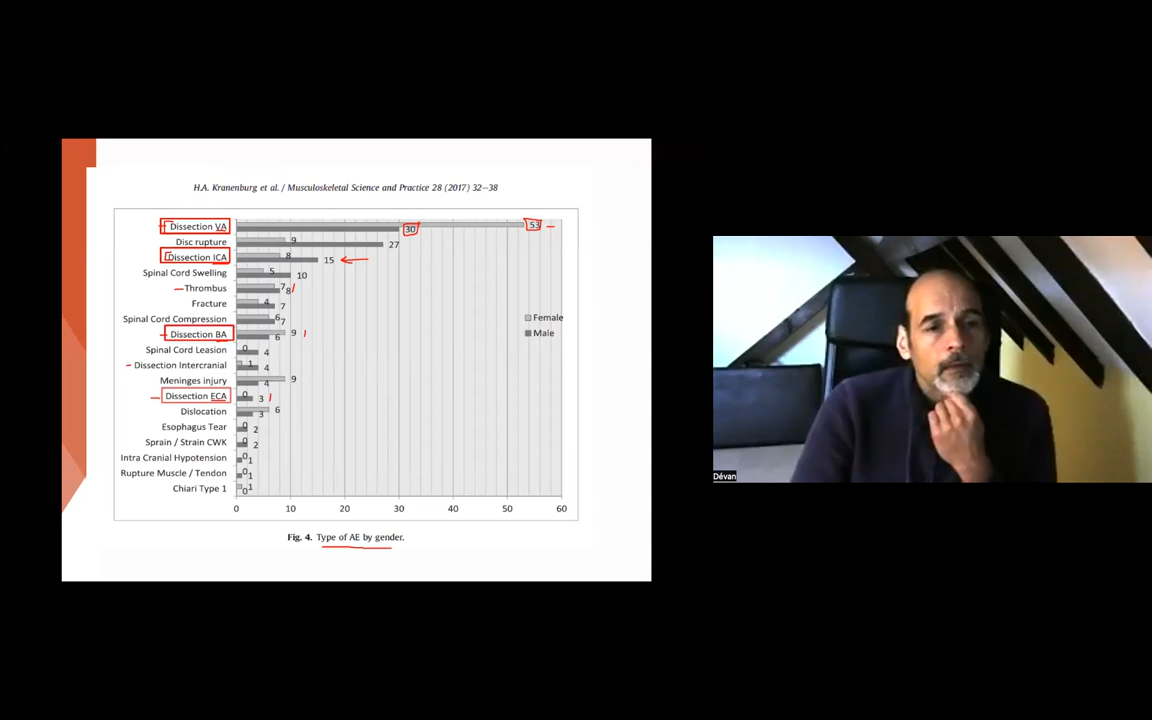 H.A. Kranenburg et al. / Musculoskeletal Science and Practice 28 (2017) 32–38
Dissection VA 53 30
Disc rupture 9 27
Dissection ICA 8 15
Spinal Cord Swelling 5 10
Thrombus 7 8
Fracture 4 7
Spinal Cord Compression 6 7
Female
Dissection BA 9 6
Male
Spinal Cord Leasion 0 4
Dissection Intercranial 1 4
Meninges injury 9 4
Dissection ECA 0 3
Dislocation 6 3
Esophagus Tear 0 2
Sprain / Strain CWK 0 2
Intra Cranial Hypotension 0 1
Rupture Muscle / Tendon 0 1
Chiari Type 1 1 0
0 10 20 30 40 50 60
Fig. 4. Type of AE by gender.
Dévan